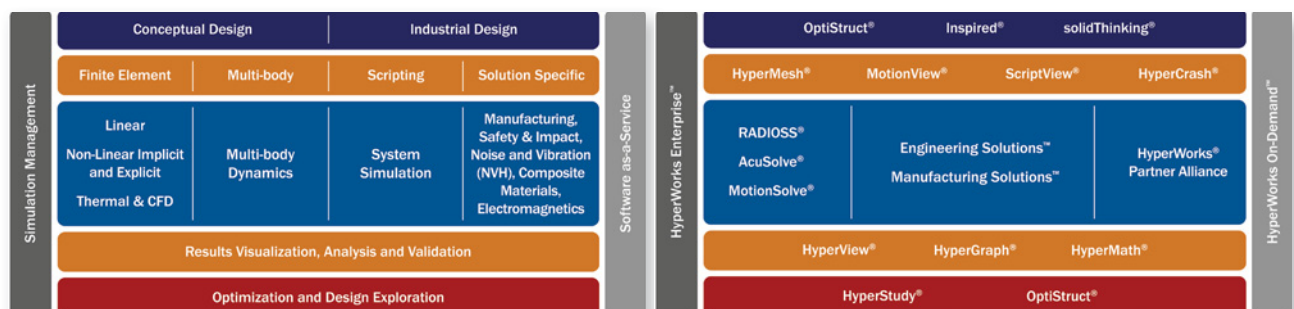 Simulation Management
Conceptual Design
Industrial Design
Finite Element
Multi-body
Scripting
Solution Specific
Linear
Non-Linear Implicit
and Explicit
Thermal & CFD
Multi-body
Dynamics
System
Simulation
Manufacturing,
Safety & Impact,
Noise and Vibration
(NVH), Composite
Materials,
Electromagnetics
Results Visualization, Analysis and Validation
Optimization and Design Exploration
Software as-a-Service
HyperWorks Enterprise™
OptiStruct®
Inspired®
solidThinking®
HyperMesh®
MotionView®
ScriptView®
HyperCrash®
RADIOSS®
AcuSolve®
MotionSolve®
Engineering Solutions™
Manufacturing Solutions™
HyperWorks®
Partner Alliance
HyperView®
HyperGraph®
HyperMath®
HyperStudy®
OptiStruct®
HyperWorks On-Demand™